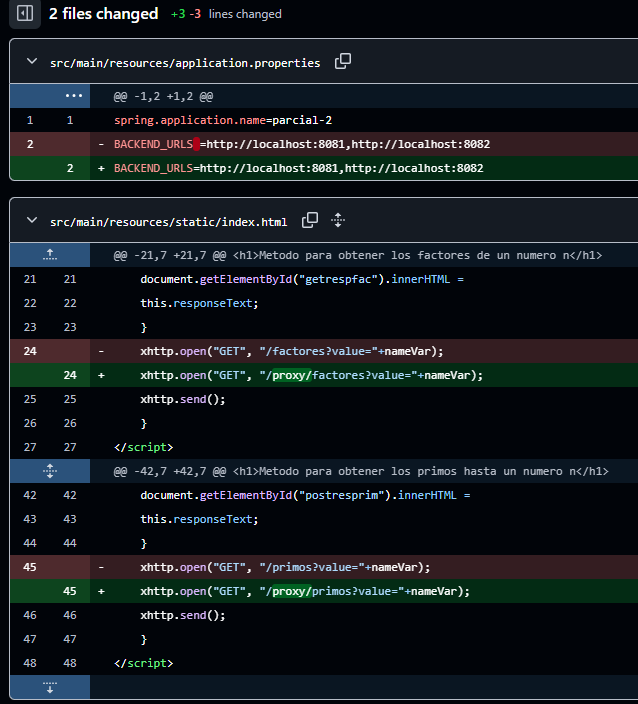 2 files changed +3 -3 lines changed
src/main/resources/application.properties
@@ -1,2 +1,2 @@
1 1 spring.application.name=parcial-2
2 - BACKEND_URLS =http://localhost:8081,http://localhost:8082
2 + BACKEND_URLS=http://localhost:8081,http://localhost:8082
src/main/resources/static/index.html
@@ -21,7 +21,7 @@ <h1>Metodo para obtener los factores de un numero n</h1>
21 21 document.getElementById("getrespfac").innerHTML =
22 22 this.responseText;
23 23 }
24 - xhttp.open("GET", "/factores?value="+nameVar);
24 + xhttp.open("GET", "/proxy/factores?value="+nameVar);
25 25 xhttp.send();
26 26 }
27 27 </script>
@@ -42,7 +42,7 @@ <h1>Metodo para obtener los primos hasta un numero n</h1>
42 42 document.getElementById("postresprim").innerHTML =
43 43 this.responseText;
44 44 }
45 - xhttp.open("GET", "/primos?value="+nameVar);
45 + xhttp.open("GET", "/proxy/primos?value="+nameVar);
46 46 xhttp.send();
47 47 }
48 48 </script>